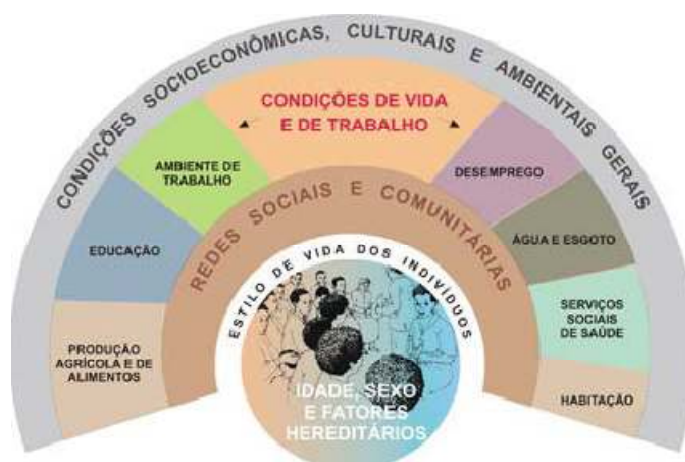 CONDIÇÕES SOCIOECONÔMICAS, CULTURAIS E AMBIENTAIS GERAIS
CONDIÇÕES DE VIDA
E DE TRABALHO
AMBIENTE DE
TRABALHO
DESEMPREGO
EDUCAÇÃO
ÁGUA E ESGOTO
PRODUÇÃO
AGRÍCOLA E DE
ALIMENTOS
SERVIÇOS
SOCIAIS
DE SAÚDE
HABITAÇÃO
REDES SOCIAIS E COMUNITÁRIAS
ESTILO DE VIDA DOS INDIVÍDUOS
IDADE, SEXO
E FATORES
HEREDITÁRIOS